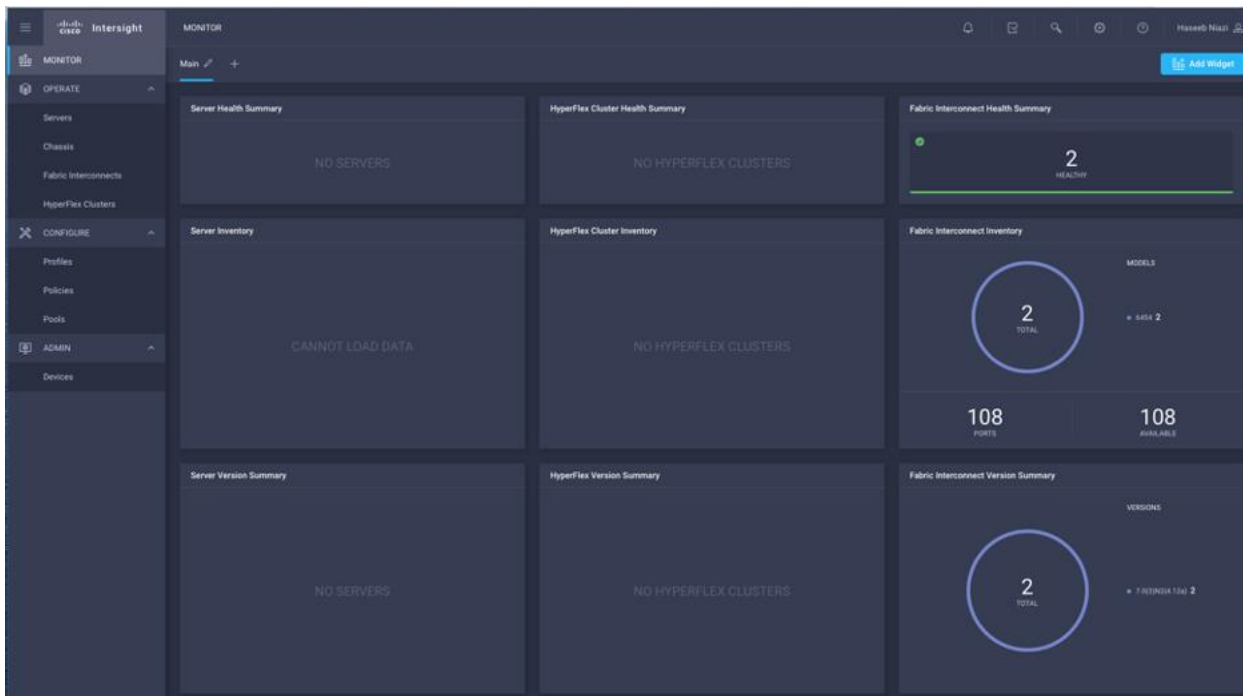 cisco Intersight
MONITOR
Haseeb Niazi
MONITOR
OPERATE
Servers
Chassis
Fabric Interconnects
HyperFlex Clusters
CONFIGURE
Profiles
Policies
Pools
ADMIN
Devices
Main
Add Widget
Server Health Summary
NO SERVERS
HyperFlex Cluster Health Summary
NO HYPERFLEX CLUSTERS
Fabric Interconnect Health Summary
2
HEALTHY
Server Inventory
CANNOT LOAD DATA
HyperFlex Cluster Inventory
NO HYPERFLEX CLUSTERS
Fabric Interconnect Inventory
2
TOTAL
MODELS
6454 2
108
PORTS
108
AVAILABLE
Server Version Summary
NO SERVERS
HyperFlex Version Summary
NO HYPERFLEX CLUSTERS
Fabric Interconnect Version Summary
2
TOTAL
VERSIONS
2